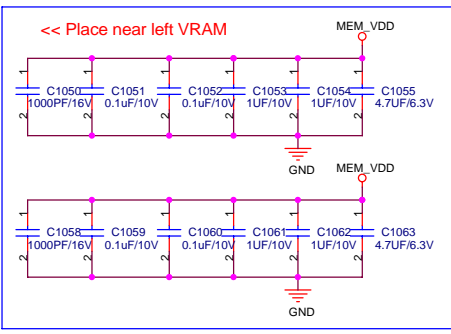 << Place near left VRAM
MEM_VDD
1 1 1 1 1 1
C1050 C1051 C1052 C1053 C1054 C1055
1000PF/16V 0.1uF/10V 0.1uF/10V 1UF/10V 1UF/10V 4.7UF/6.3V
2 2 2 2 2 2
GND
MEM_VDD
1 1 1 1 1 1
C1058 C1059 C1060 C1061 C1062 C1063
1000PF/16V 0.1uF/10V 0.1uF/10V 1UF/10V 1UF/10V 4.7UF/6.3V
2 2 2 2 2 2
GND